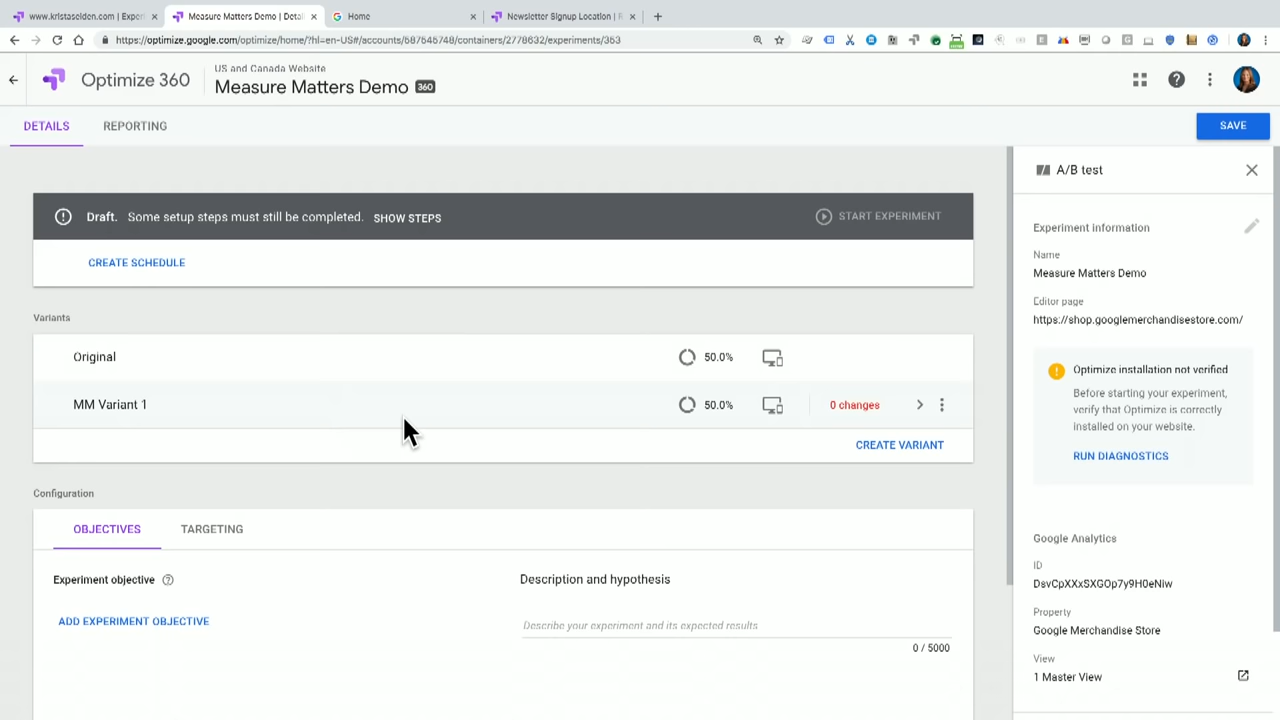 www.kristaseiden.com | Experi
Measure Matters Demo | Detai
Home
Newsletter Signup Location | R
https://optimize.google.com/optimize/home/?hl=en-US#/accounts/587545748/containers/2778632/experiments/353
Optimize 360
US and Canada Website
Measure Matters Demo 360
DETAILS
REPORTING
SAVE
Draft. Some setup steps must still be completed. SHOW STEPS
START EXPERIMENT
CREATE SCHEDULE
Variants
Original
50.0%
MM Variant 1
50.0%
0 changes
CREATE VARIANT
Configuration
OBJECTIVES
TARGETING
Experiment objective
ADD EXPERIMENT OBJECTIVE
Description and hypothesis
Describe your experiment and its expected results
0 / 5000
A/B test
Experiment information
Name
Measure Matters Demo
Editor page
https://shop.googlemerchandisestore.com/
Optimize installation not verified
Before starting your experiment,
verify that Optimize is correctly
installed on your website.
RUN DIAGNOSTICS
Google Analytics
ID
DsvCpXXxSXGOp7y9H0eNiw
Property
Google Merchandise Store
View
1 Master View